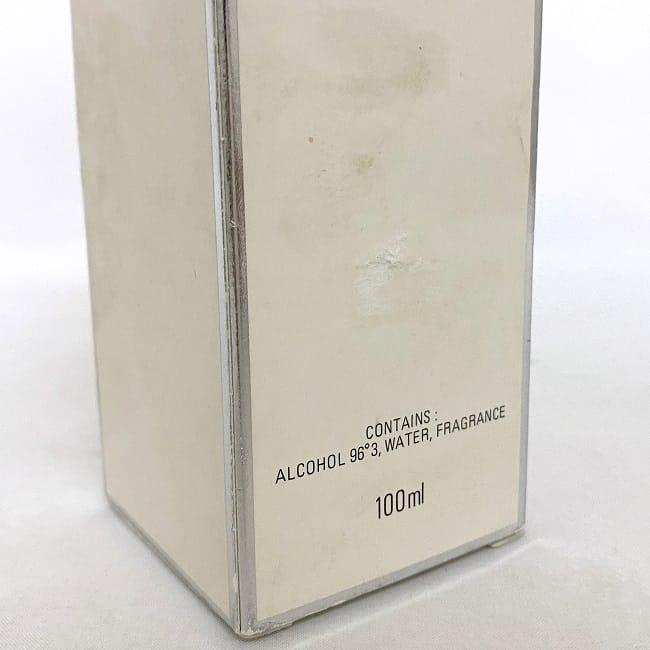 CONTAINS :
ALCOHOL 96°3, WATER, FRAGRANCE
100ml